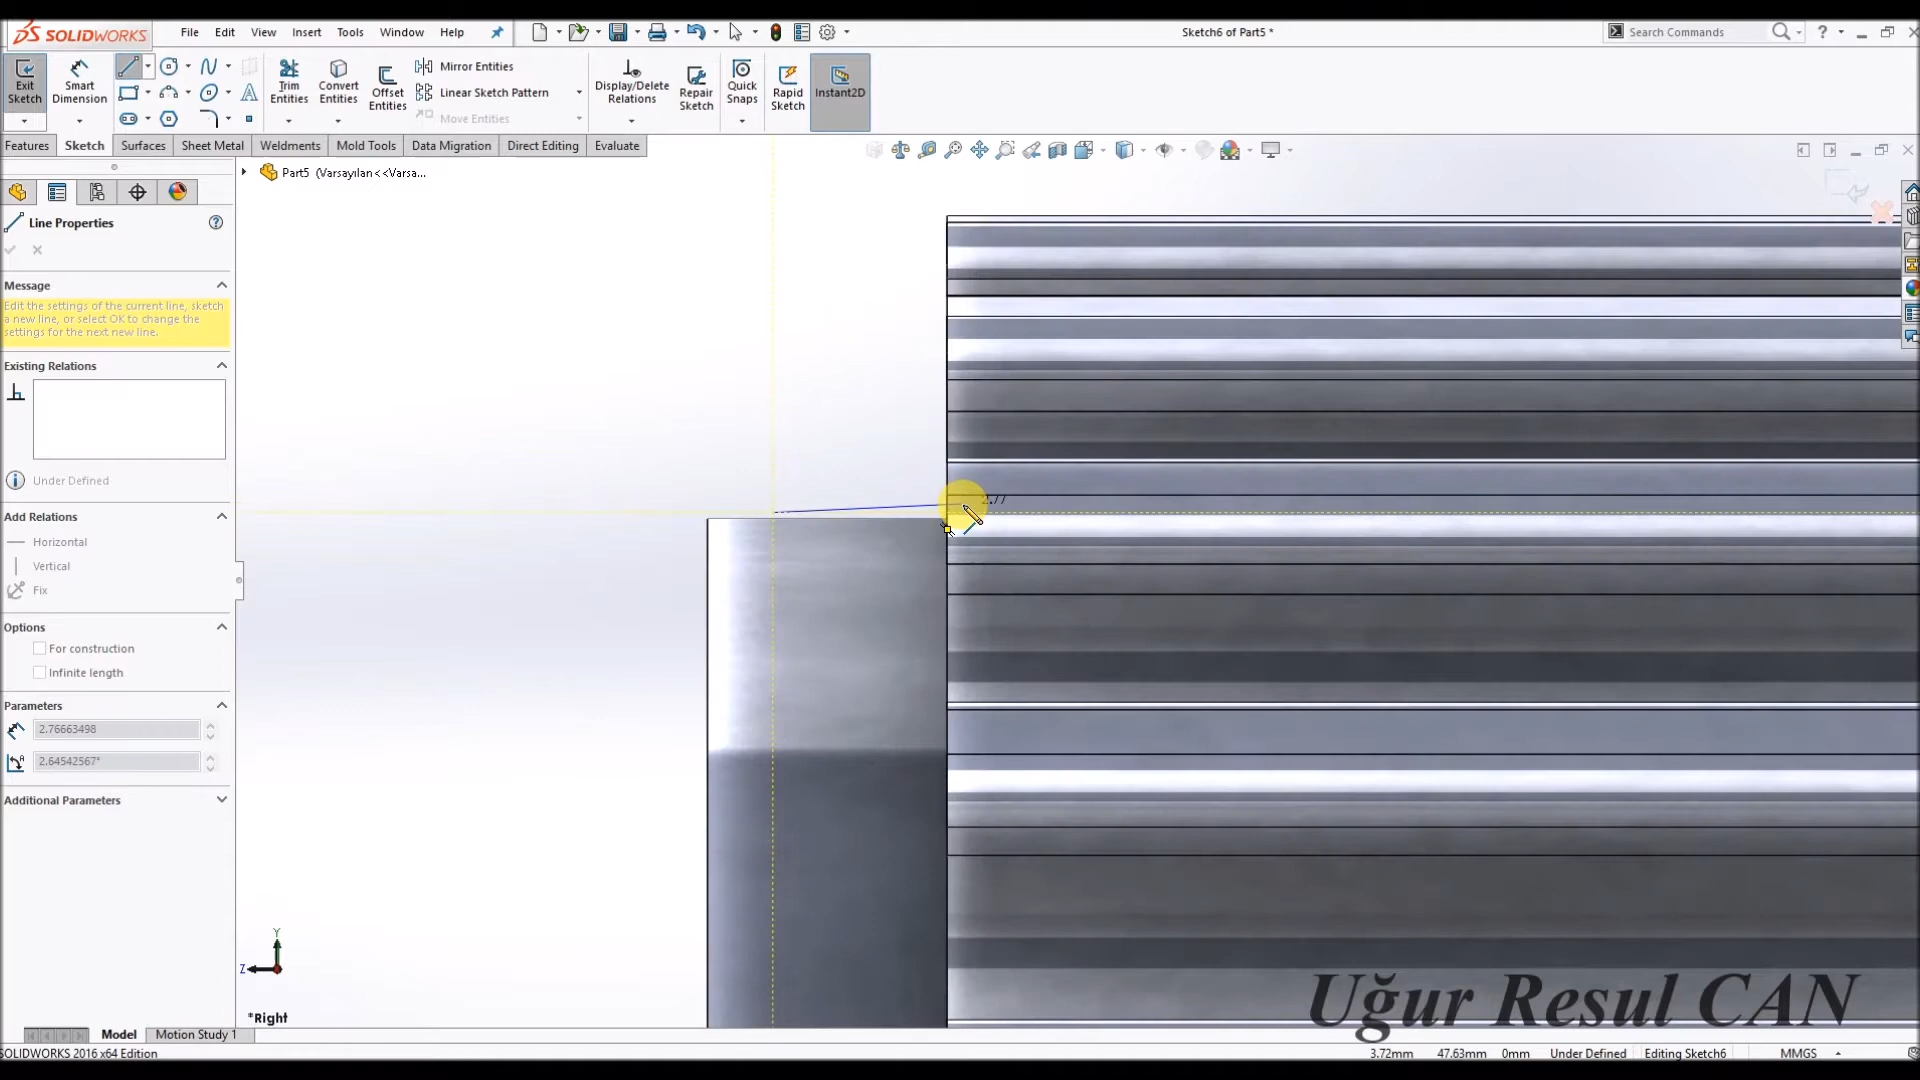 SOLIDWORKS
File Edit View Insert Tools Window Help
Sketch6 of Part5 *
Search Commands
Exit Sketch
Smart Dimension
Trim Entities
Convert Entities
Offset Entities
Mirror Entities
Linear Sketch Pattern
Move Entities
Display/Delete Relations
Repair Sketch
Quick Snaps
Rapid Sketch
Instant2D
Features Sketch Surfaces Sheet Metal Weldments Mold Tools Data Migration Direct Editing Evaluate
Part5 (Varsayılan<<Varsa...
Line Properties
Message
Edit the settings of the current line, sketch
a new line, or select OK to change the
settings for the next new line.
Existing Relations
Under Defined
Add Relations
Horizontal
Vertical
Fix
Options
For construction
Infinite length
Parameters
2.76663498
2.64542567°
Additional Parameters
2.77
Y
Z
*Right
Uğur Resul CAN
Model Motion Study 1
SOLIDWORKS 2016 x64 Edition
3.72mm 47.63mm 0mm Under Defined Editing Sketch6 MMGS